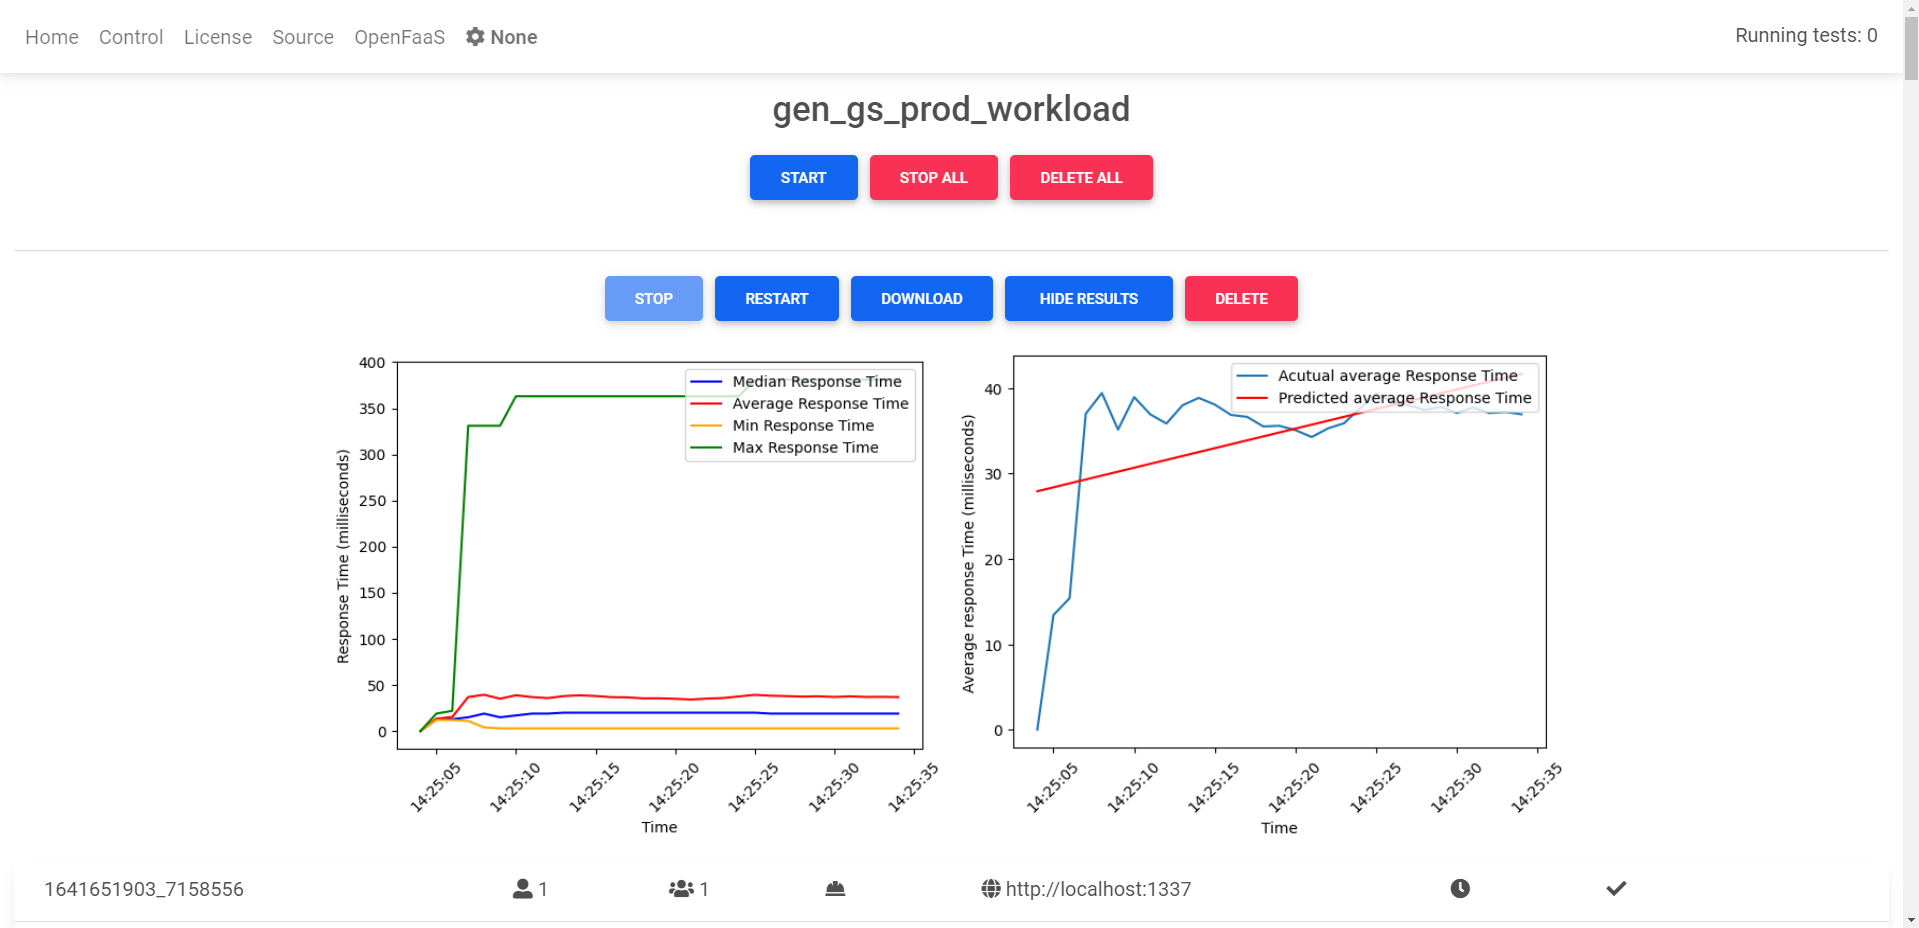 Home Control License Source OpenFaaS None Running tests: 0
gen_gs_prod_workload
START STOP ALL DELETE ALL
STOP RESTART DOWNLOAD HIDE RESULTS DELETE
Response Time (milliseconds)
400
350
300
250
200
150
100
50
0
Median Response Time
Average Response Time
Min Response Time
Max Response Time
14:25:05 14:25:10 14:25:15 14:25:20 14:25:25 14:25:30 14:25:35
Time
Average response Time (milliseconds)
40
30
20
10
0
Acutual average Response Time
Predicted average Response Time
14:25:05 14:25:10 14:25:15 14:25:20 14:25:25 14:25:30 14:25:35
Time
1641651903_7158556 1 1 http://localhost:1337